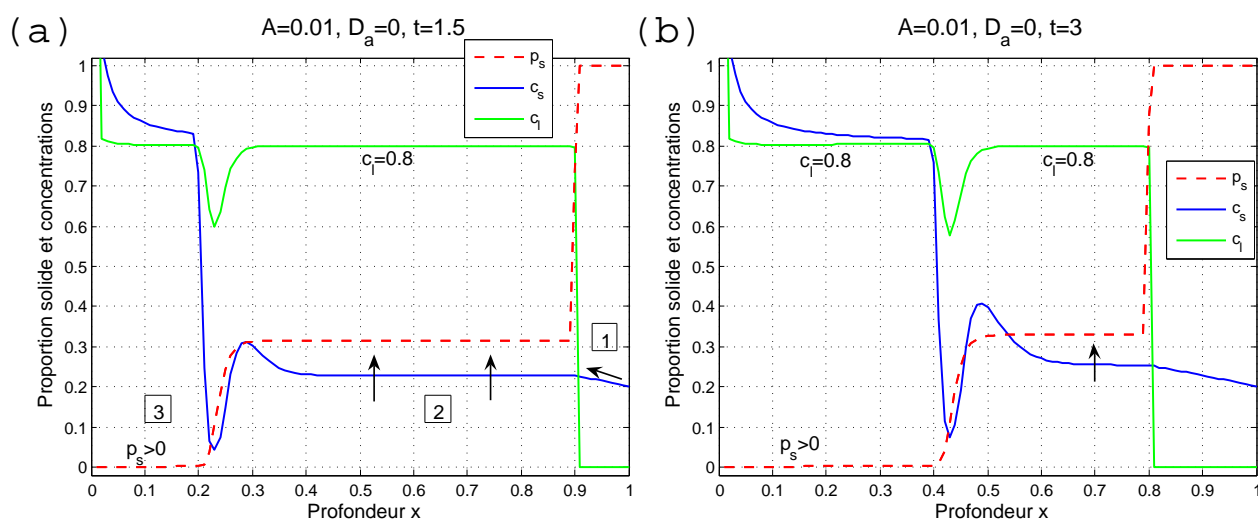 (a)
A=0.01, D_a=0, t=1.5
p_s
c_s
c_l
Proportion solide et concentrations
1
0.9
0.8
0.7
0.6
0.5
0.4
0.3
0.2
0.1
0
c_l=0.8
1
2
3
p_s>0
0 0.1 0.2 0.3 0.4 0.5 0.6 0.7 0.8 0.9 1
Profondeur x
(b)
A=0.01, D_a=0, t=3
Proportion solide et concentrations
1
0.9
0.8
0.7
0.6
0.5
0.4
0.3
0.2
0.1
0
c_l=0.8
c_l=0.8
p_s
c_s
c_l
p_s>0
0 0.1 0.2 0.3 0.4 0.5 0.6 0.7 0.8 0.9 1
Profondeur x